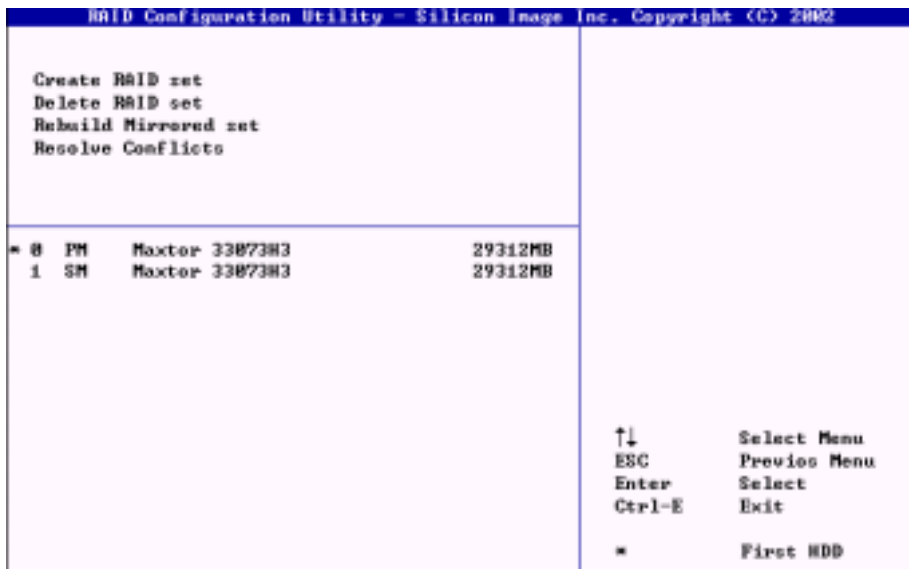 RAID Configuration Utility - Silicon Image Inc. Copyright (C) 2002
Create RAID set
Delete RAID set
Rebuild Mirrored set
Resolve Conflicts
* 0 PM Maxtor 33073H3 29312MB
1 SM Maxtor 33073H3 29312MB
↑↓ Select Menu
ESC Previos Menu
Enter Select
Ctrl-E Exit
* First HDD